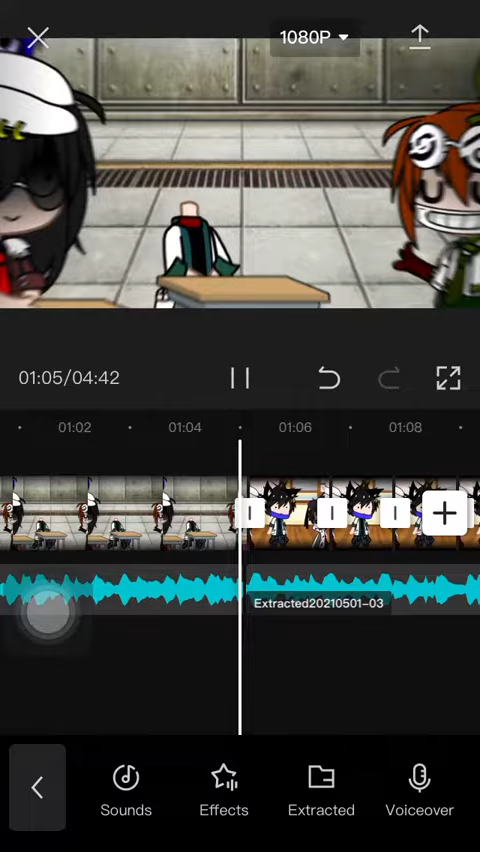 1080P
01:05/04:42
01:02
01:04
01:06
01:08
Extracted20210501-03
Sounds
Effects
Extracted
Voiceover